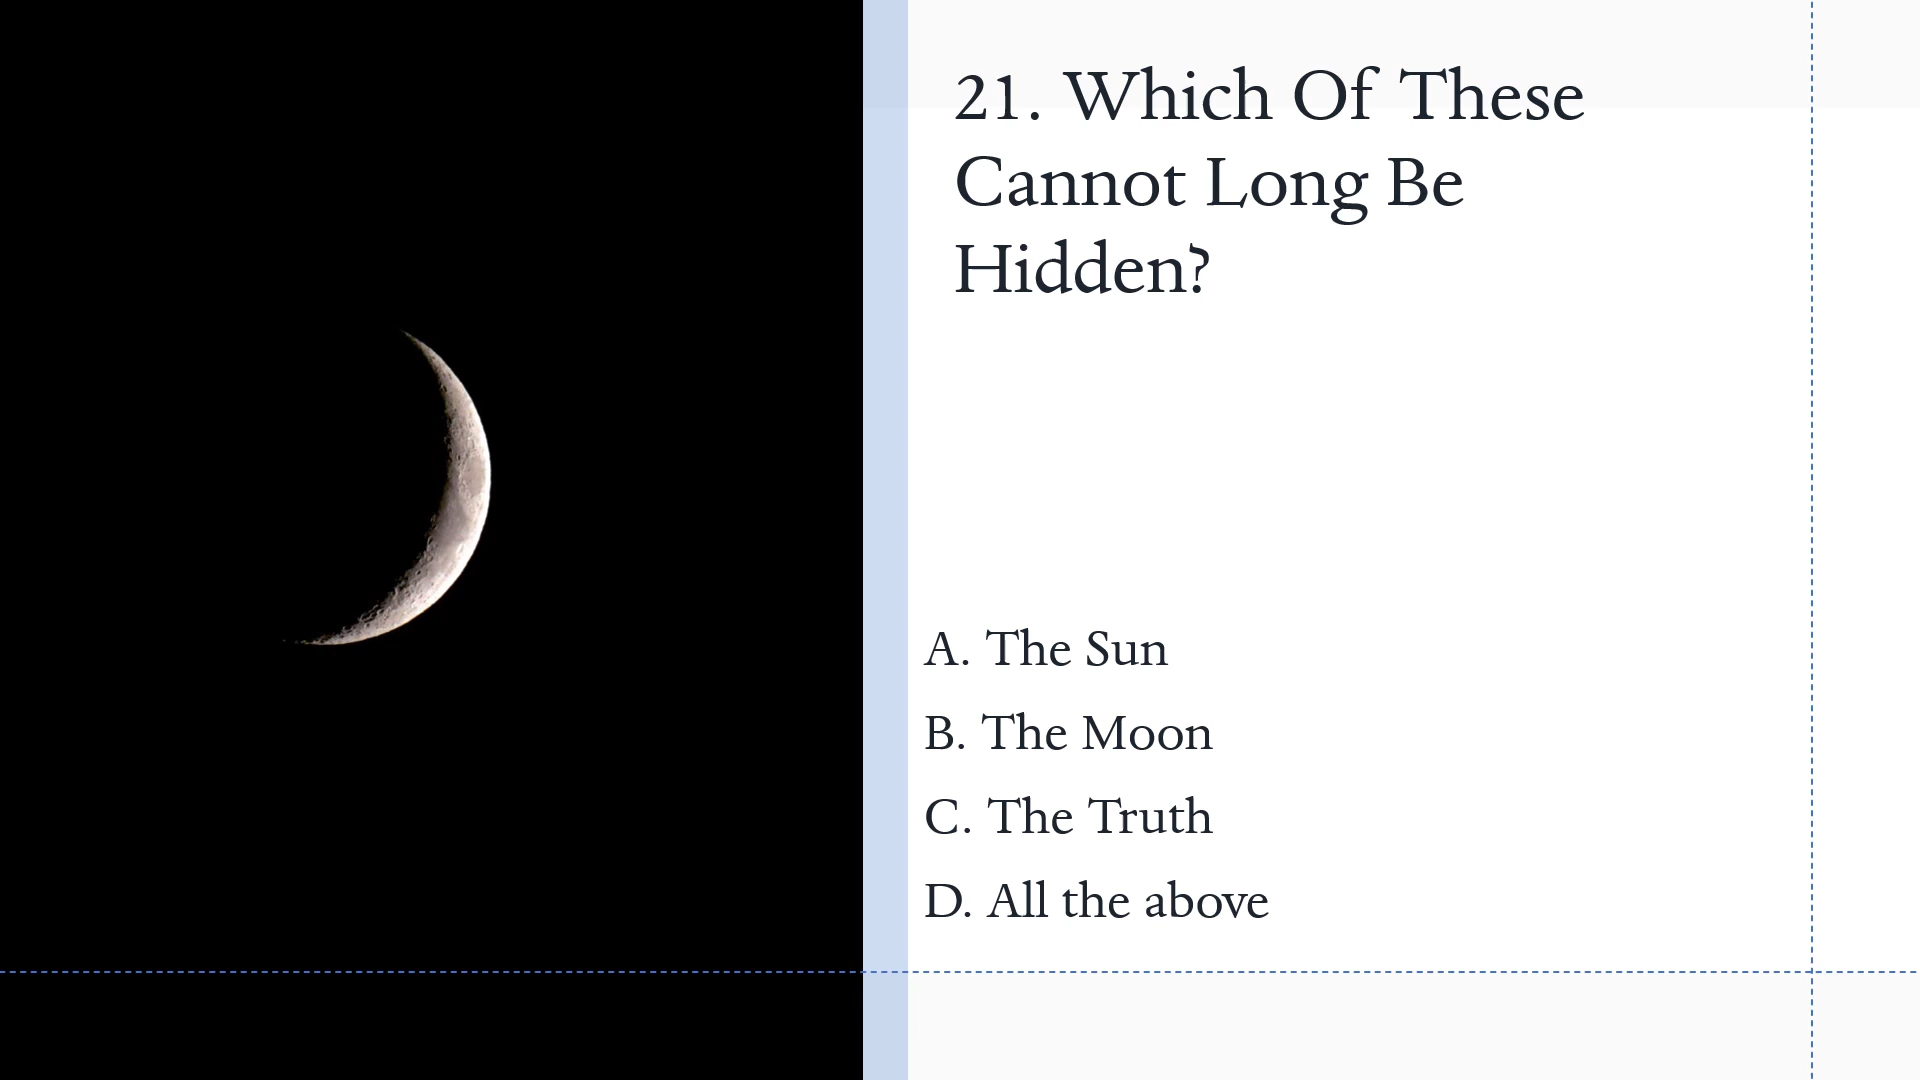 21. Which Of These
Cannot Long Be
Hidden?
A. The Sun
B. The Moon
C. The Truth
D. All the above